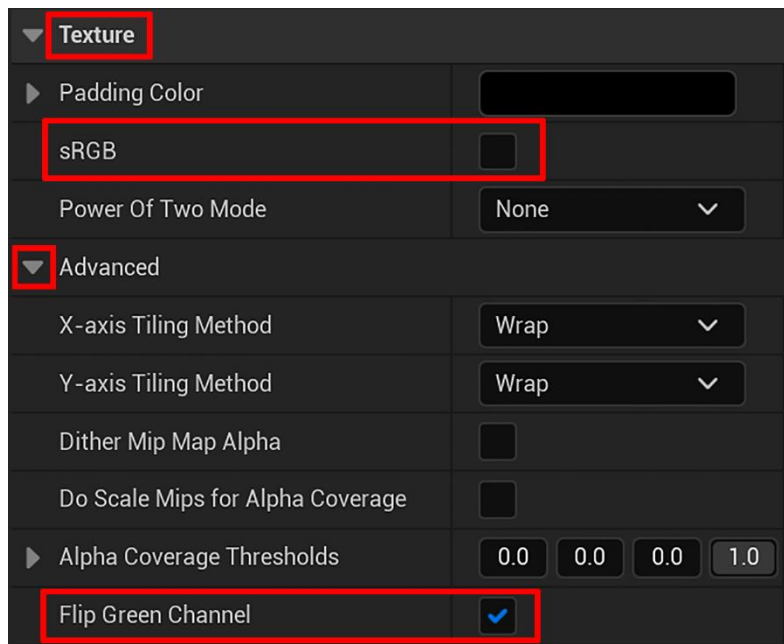 Texture
Padding Color
sRGB
Power Of Two Mode None
Advanced
X-axis Tiling Method Wrap
Y-axis Tiling Method Wrap
Dither Mip Map Alpha
Do Scale Mips for Alpha Coverage
Alpha Coverage Thresholds 0.0 0.0 0.0 1.0
Flip Green Channel